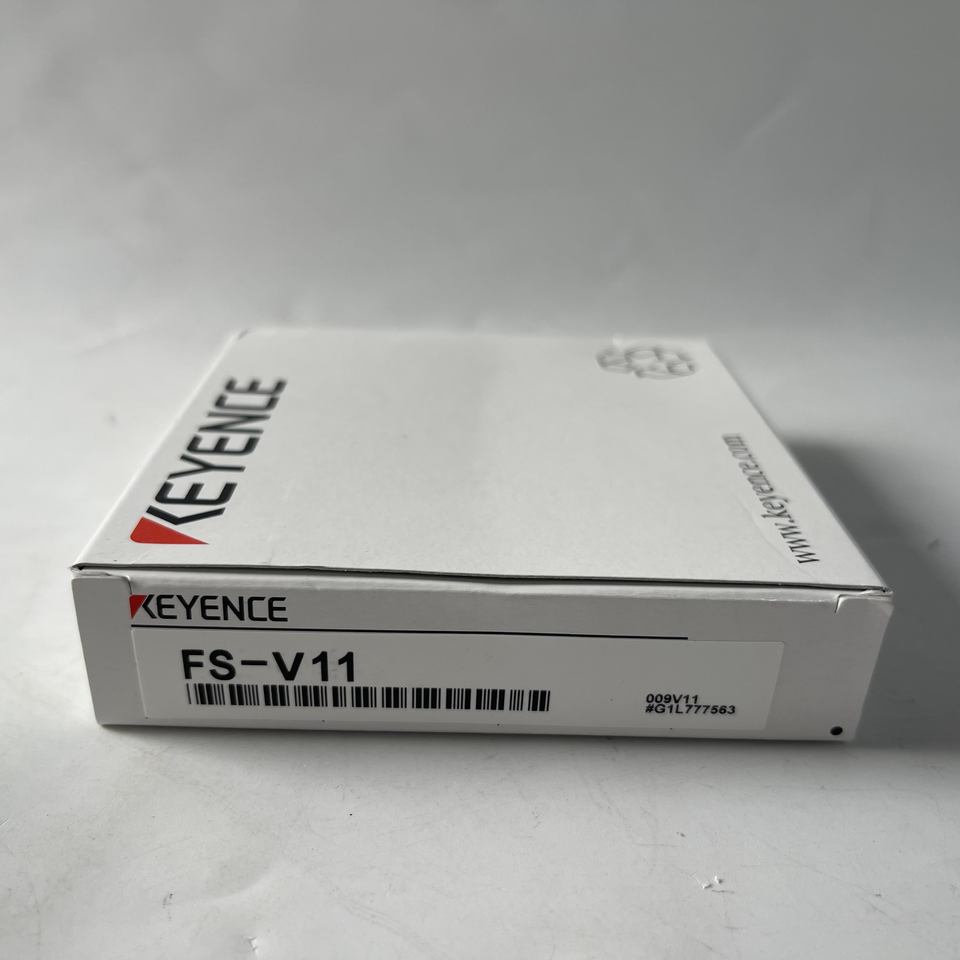 KEYENCE
www.keyence.com
KEYENCE
FS-V11
009V11
#G1L777563